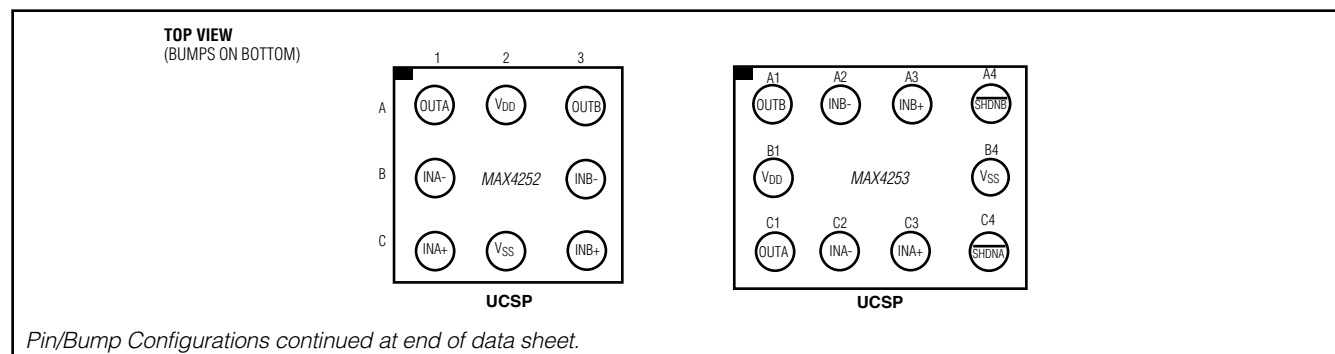 TOP VIEW
(BUMPS ON BOTTOM)
1 2 3
A OUTA VDD OUTB
B INA- MAX4252 INB-
C INA+ VSS INB+
UCSP
A1 A2 A3 A4
OUTB INB- INB+ SHDNB
B1 B4
VDD MAX4253 VSS
C1 C2 C3 C4
OUTA INA- INA+ SHDNA
UCSP
Pin/Bump Configurations continued at end of data sheet.